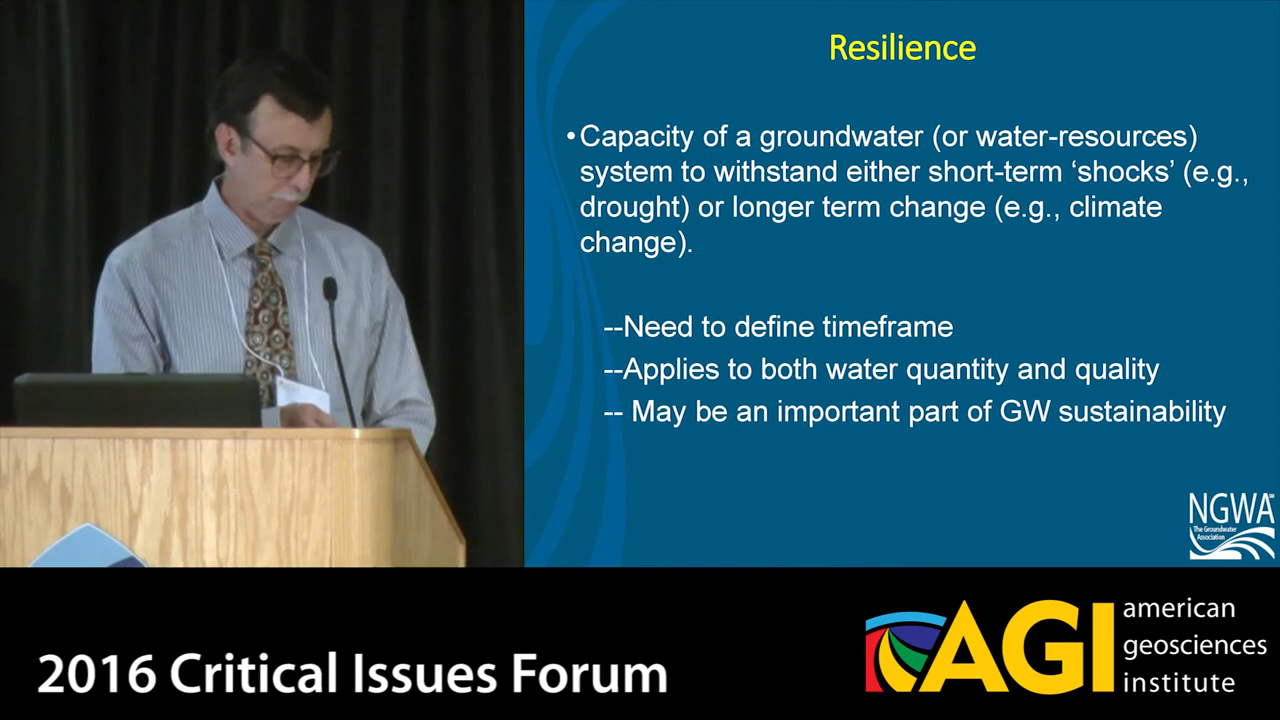 Resilience
•Capacity of a groundwater (or water-resources)
system to withstand either short-term ‘shocks’ (e.g.,
drought) or longer term change (e.g., climate
change).
--Need to define timeframe
--Applies to both water quantity and quality
-- May be an important part of GW sustainability
NGWA
The Groundwater
Association
2016 Critical Issues Forum
AGI
american
geosciences
institute